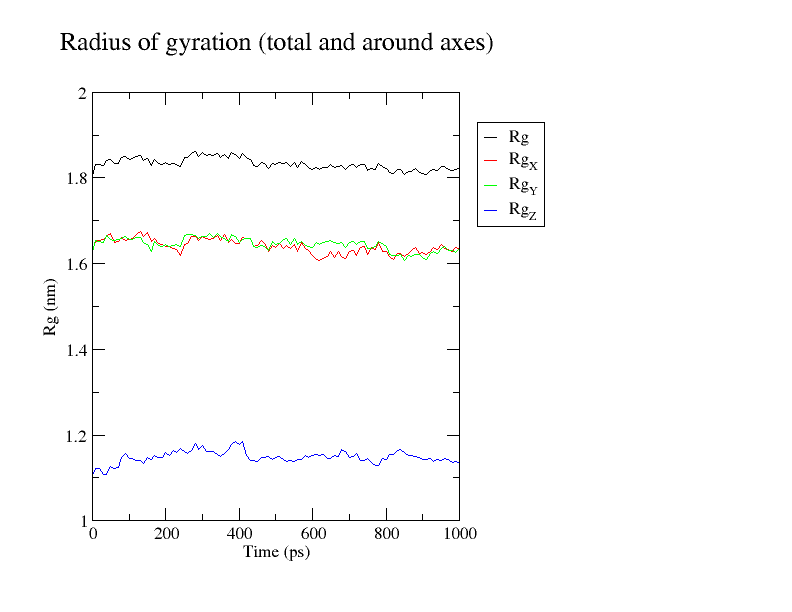 Radius of gyration (total and around axes)
2
1.8
1.6
1.4
1.2
1
Rg (nm)
0 200 400 600 800 1000
Time (ps)
Rg
Rg_X
Rg_Y
Rg_Z